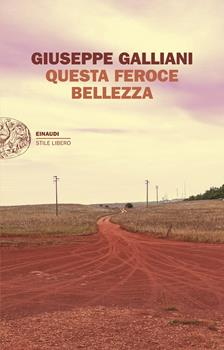 GIUSEPPE GALLIANI
QUESTA FEROCE
BELLEZZA
EINAUDI
STILE LIBERO